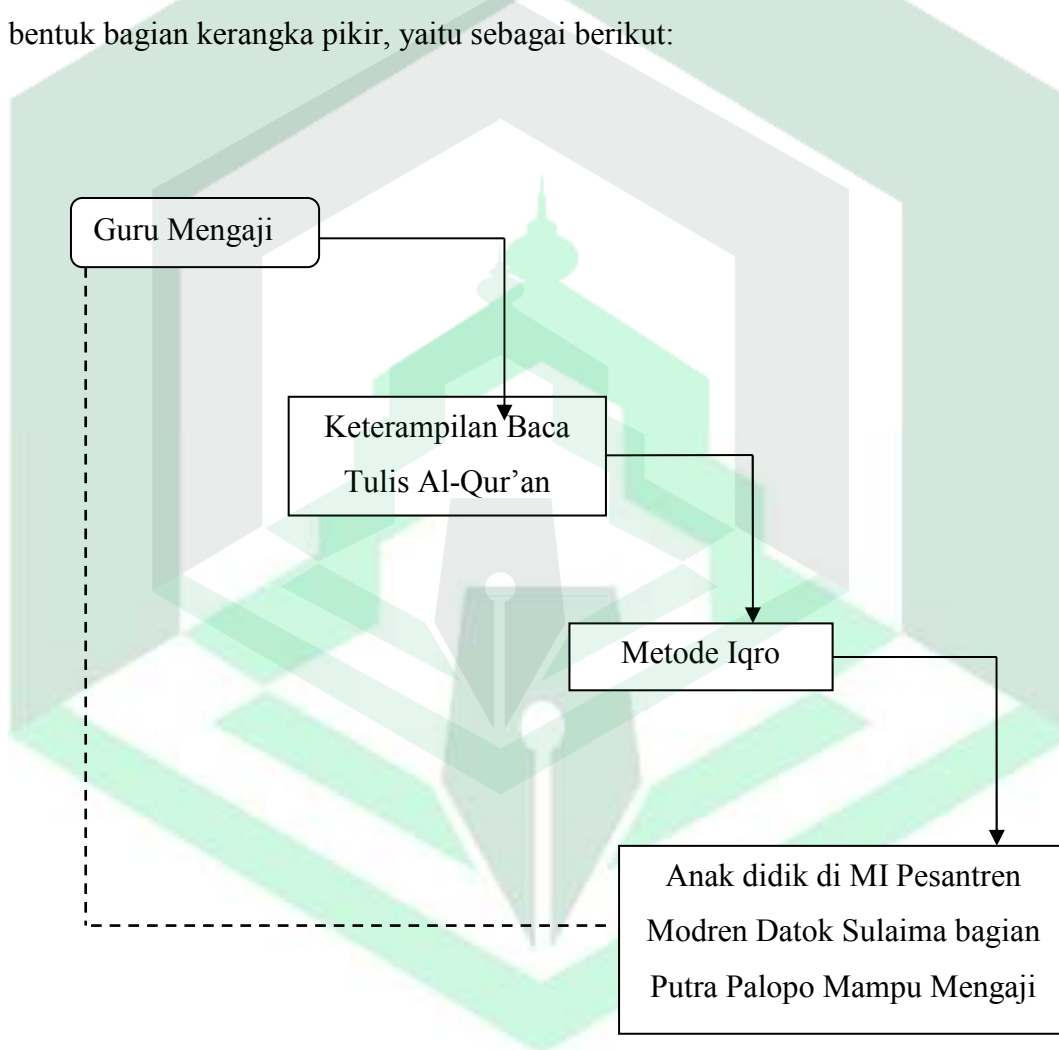 bentuk bagian kerangka pikir, yaitu sebagai berikut:
Guru Mengaji
Keterampilan Baca
Tulis Al-Qur’an
Metode Iqro
Anak didik di MI Pesantren
Modren Datok Sulaima bagian
Putra Palopo Mampu Mengaji